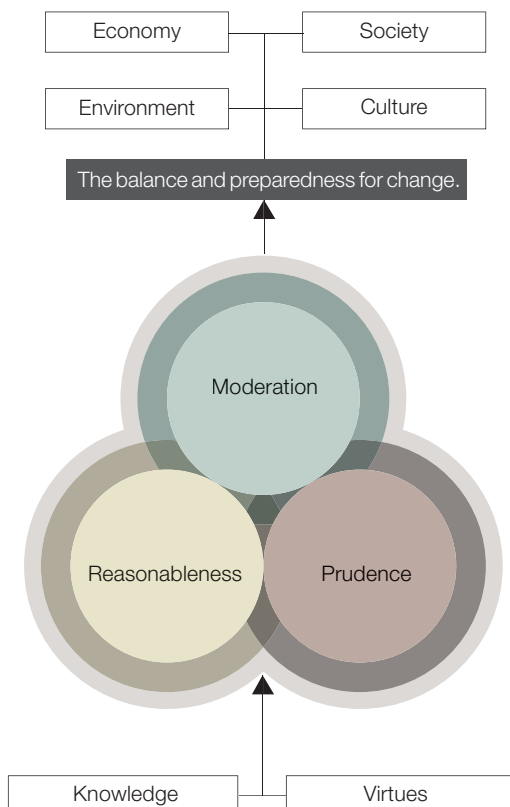 Economy
Society
Environment
Culture
The balance and preparedness for change.
Moderation
Reasonableness
Prudence
Knowledge
Virtues